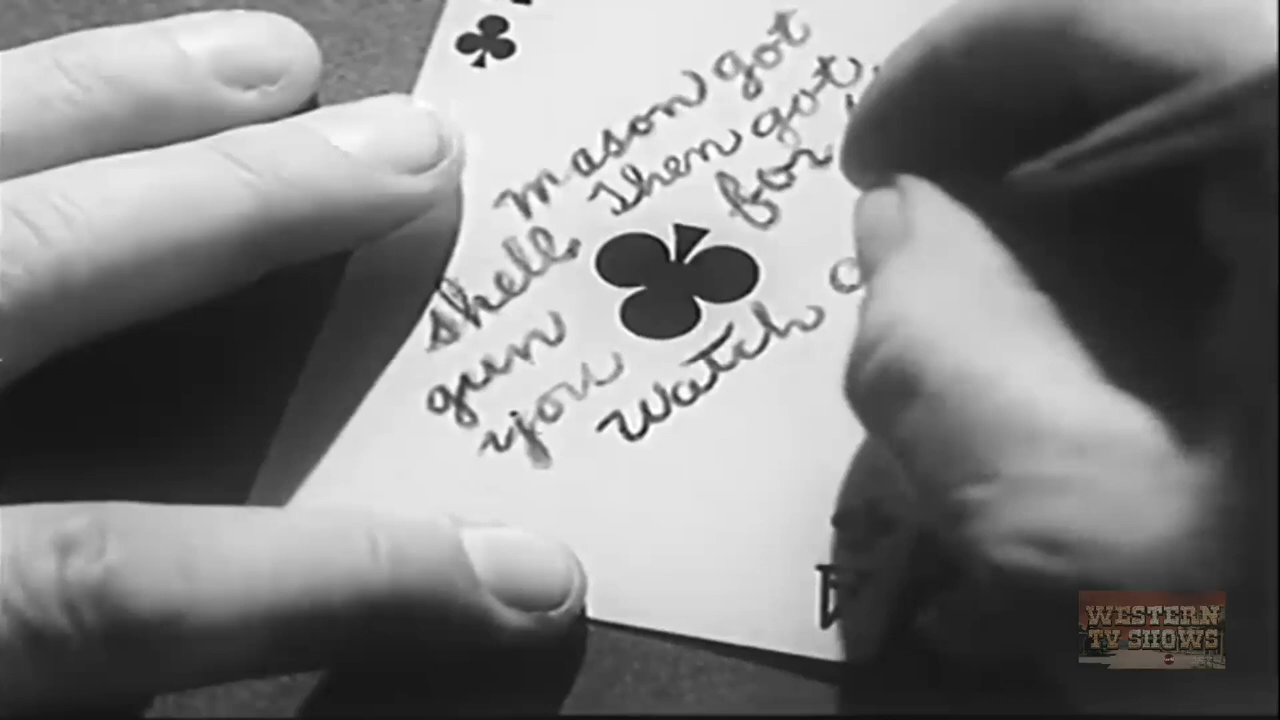 mason got
shell. Then got
gun for
you
Watch
WESTERN
TV SHOWS